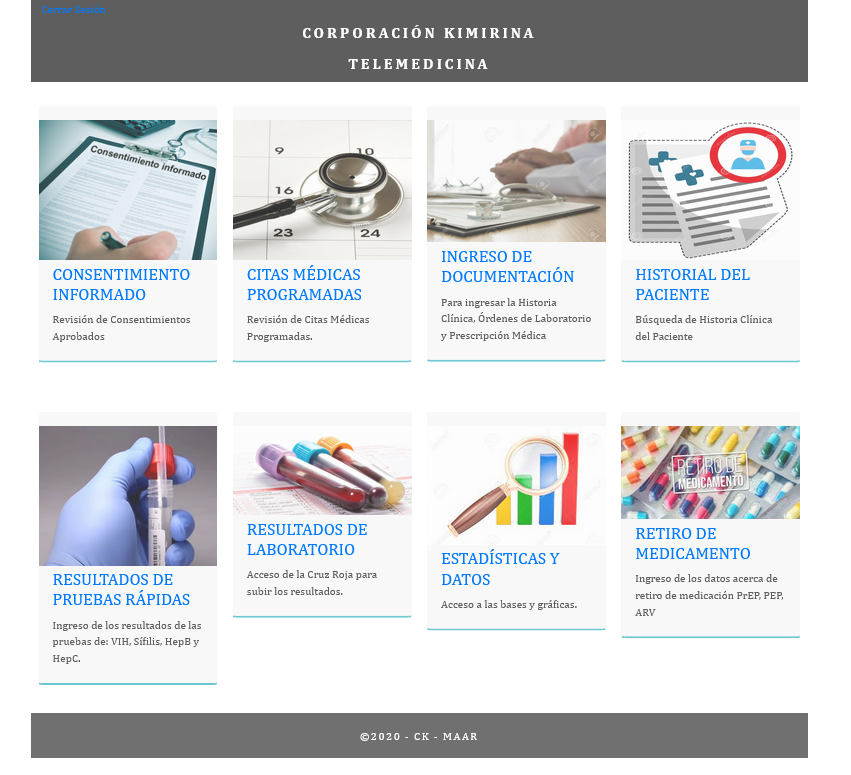 Cerrar Sesión
CORPORACIÓN KIMIRINA
TELEMEDICINA
Consentimiento informado
CONSENTIMIENTO
INFORMADO
Revisión de Consentimientos
Aprobados
9
10
16
23
24
CITAS MÉDICAS
PROGRAMADAS
Revisión de Citas Médicas
Programadas.
INGRESO DE
DOCUMENTACIÓN
Para ingresar la Historia
Clínica, Órdenes de Laboratorio
y Prescripción Médica
HISTORIAL DEL
PACIENTE
Búsqueda de Historia Clínica
del Paciente
RESULTADOS DE
PRUEBAS RÁPIDAS
Ingreso de los resultados de las
pruebas de: VIH, Sífilis, HepB y
HepC.
RESULTADOS DE
LABORATORIO
Acceso de la Cruz Roja para
subir los resultados.
ESTADÍSTICAS Y
DATOS
Acceso a las bases y gráficas.
RETIRO DE
MEDICAMENTO
RETIRO DE
MEDICAMENTO
Ingreso de los datos acerca de
retiro de medicación PrEP, PEP,
ARV
©2020 - CK - MAAR